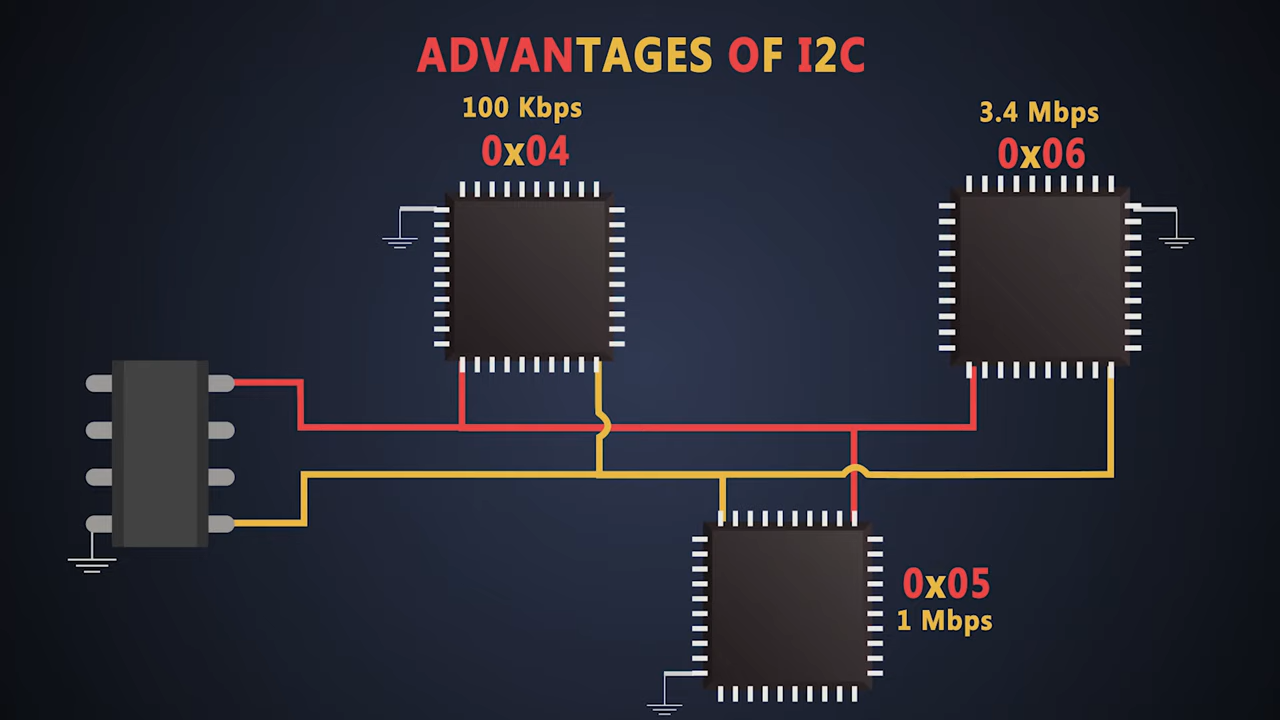 ADVANTAGES OF I2C
100 Kbps
0x04
3.4 Mbps
0x06
0x05
1 Mbps